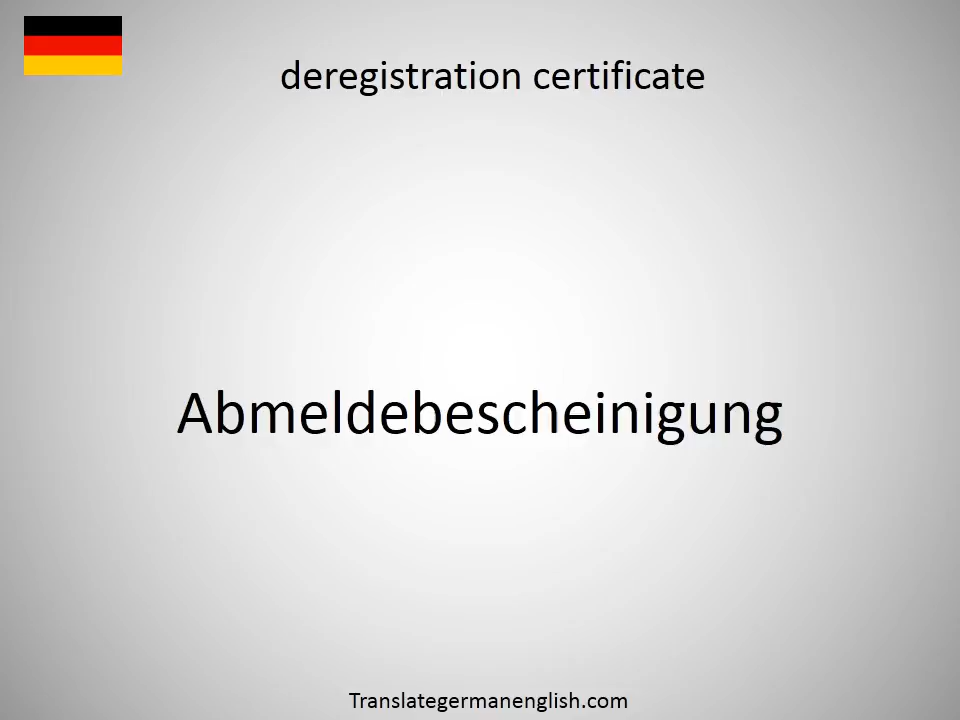 deregistration certificate
Abmeldebescheinigung
Translategermanenglish.com